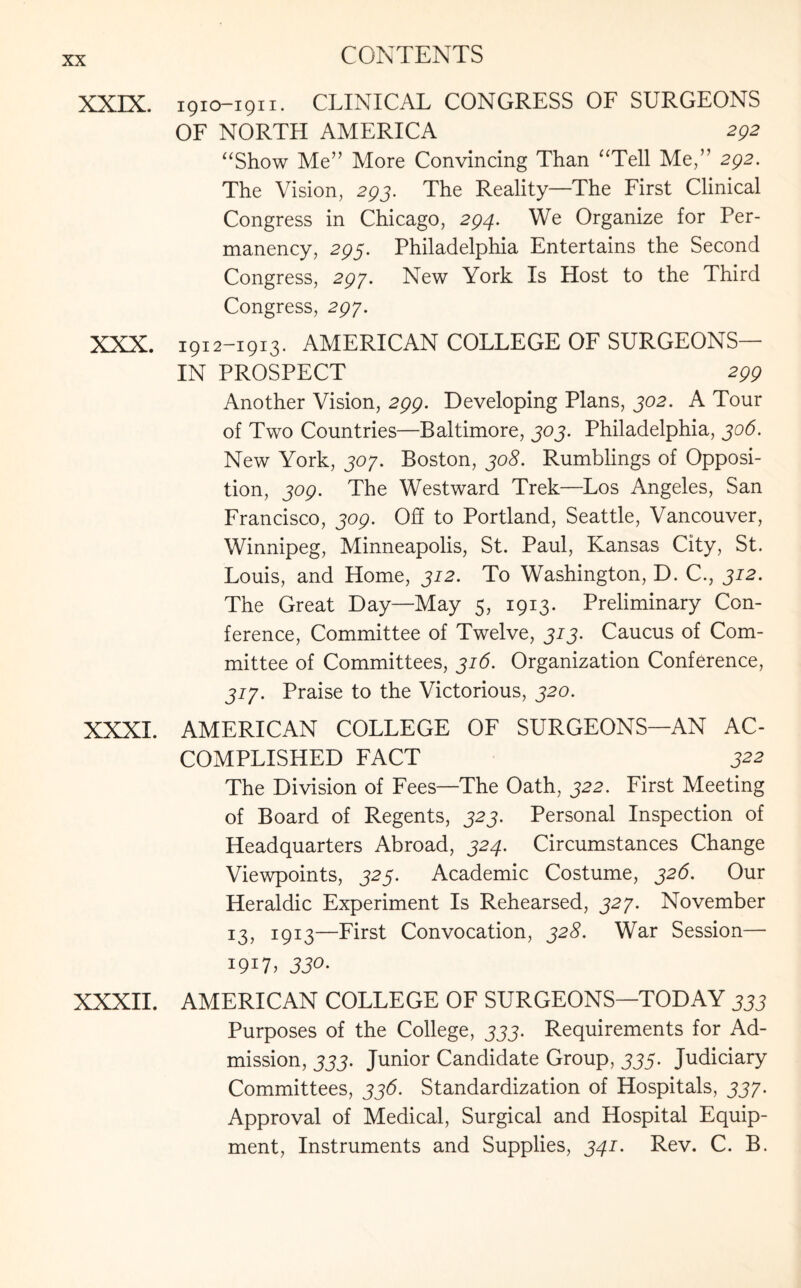 xx
CONTENTS
XXIX. 1910-1911. CLINICAL CONGRESS OF SURGEONS
OF NORTH AMERICA 292
“Show Me” More Convincing Than “Tell Me,” 292.
The Vision, 293. The Reality—The First Clinical
Congress in Chicago, 294. We Organize for Per-
manency, 295. Philadelphia Entertains the Second
Congress, 297. New York Is Host to the Third
Congress, 297.
XXX. 1912-1913. AMERICAN COLLEGE OF SURGEONS—
IN PROSPECT 299
Another Vision, 299. Developing Plans, 302. A Tour
of Two Countries—Baltimore, 303. Philadelphia, 306.
New York, 307. Boston, 308. Rumblings of Opposi-
tion, 309. The Westward Trek—Los Angeles, San
Francisco, 309. Off to Portland, Seattle, Vancouver,
Winnipeg, Minneapolis, St. Paul, Kansas City, St.
Louis, and Home, 312. To Washington, D. C., 312.
The Great Day—May 5, 1913. Preliminary Con-
ference, Committee of Twelve, 313. Caucus of Com-
mittee of Committees, 316. Organization Conference,
317. Praise to the Victorious, 320.
XXXI. AMERICAN COLLEGE OF SURGEONS—AN AC-
COMPLISHED FACT 322
The Division of Fees—The Oath, 322. First Meeting
of Board of Regents, 323. Personal Inspection of
Headquarters Abroad, 324. Circumstances Change
Viewpoints, 325. Academic Costume, 326. Our
Heraldic Experiment Is Rehearsed, 327. November
13, 1913—First Convocation, 328. War Session—
1917, 330.
XXXII. AMERICAN COLLEGE OF SURGEONS—TODAY 333
Purposes of the College, 333. Requirements for Ad-
mission, 333. Junior Candidate Group, 335. Judiciary
Committees, 336. Standardization of Hospitals, 337.
Approval of Medical, Surgical and Hospital Equip-
ment, Instruments and Supplies, 341. Rev. C. B.